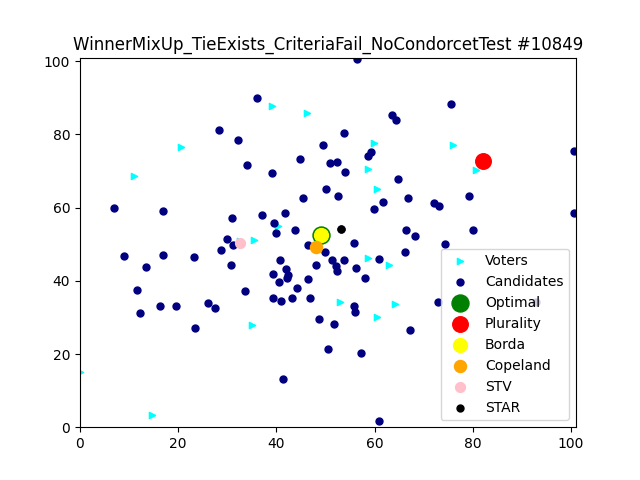 WinnerMixUp_TieExists_CriteriaFail_NoCondorcetTest #10849
100
80
60
40
20
0
0 20 40 60 80 100
Voters
Candidates
Optimal
Plurality
Borda
Copeland
STV
STAR